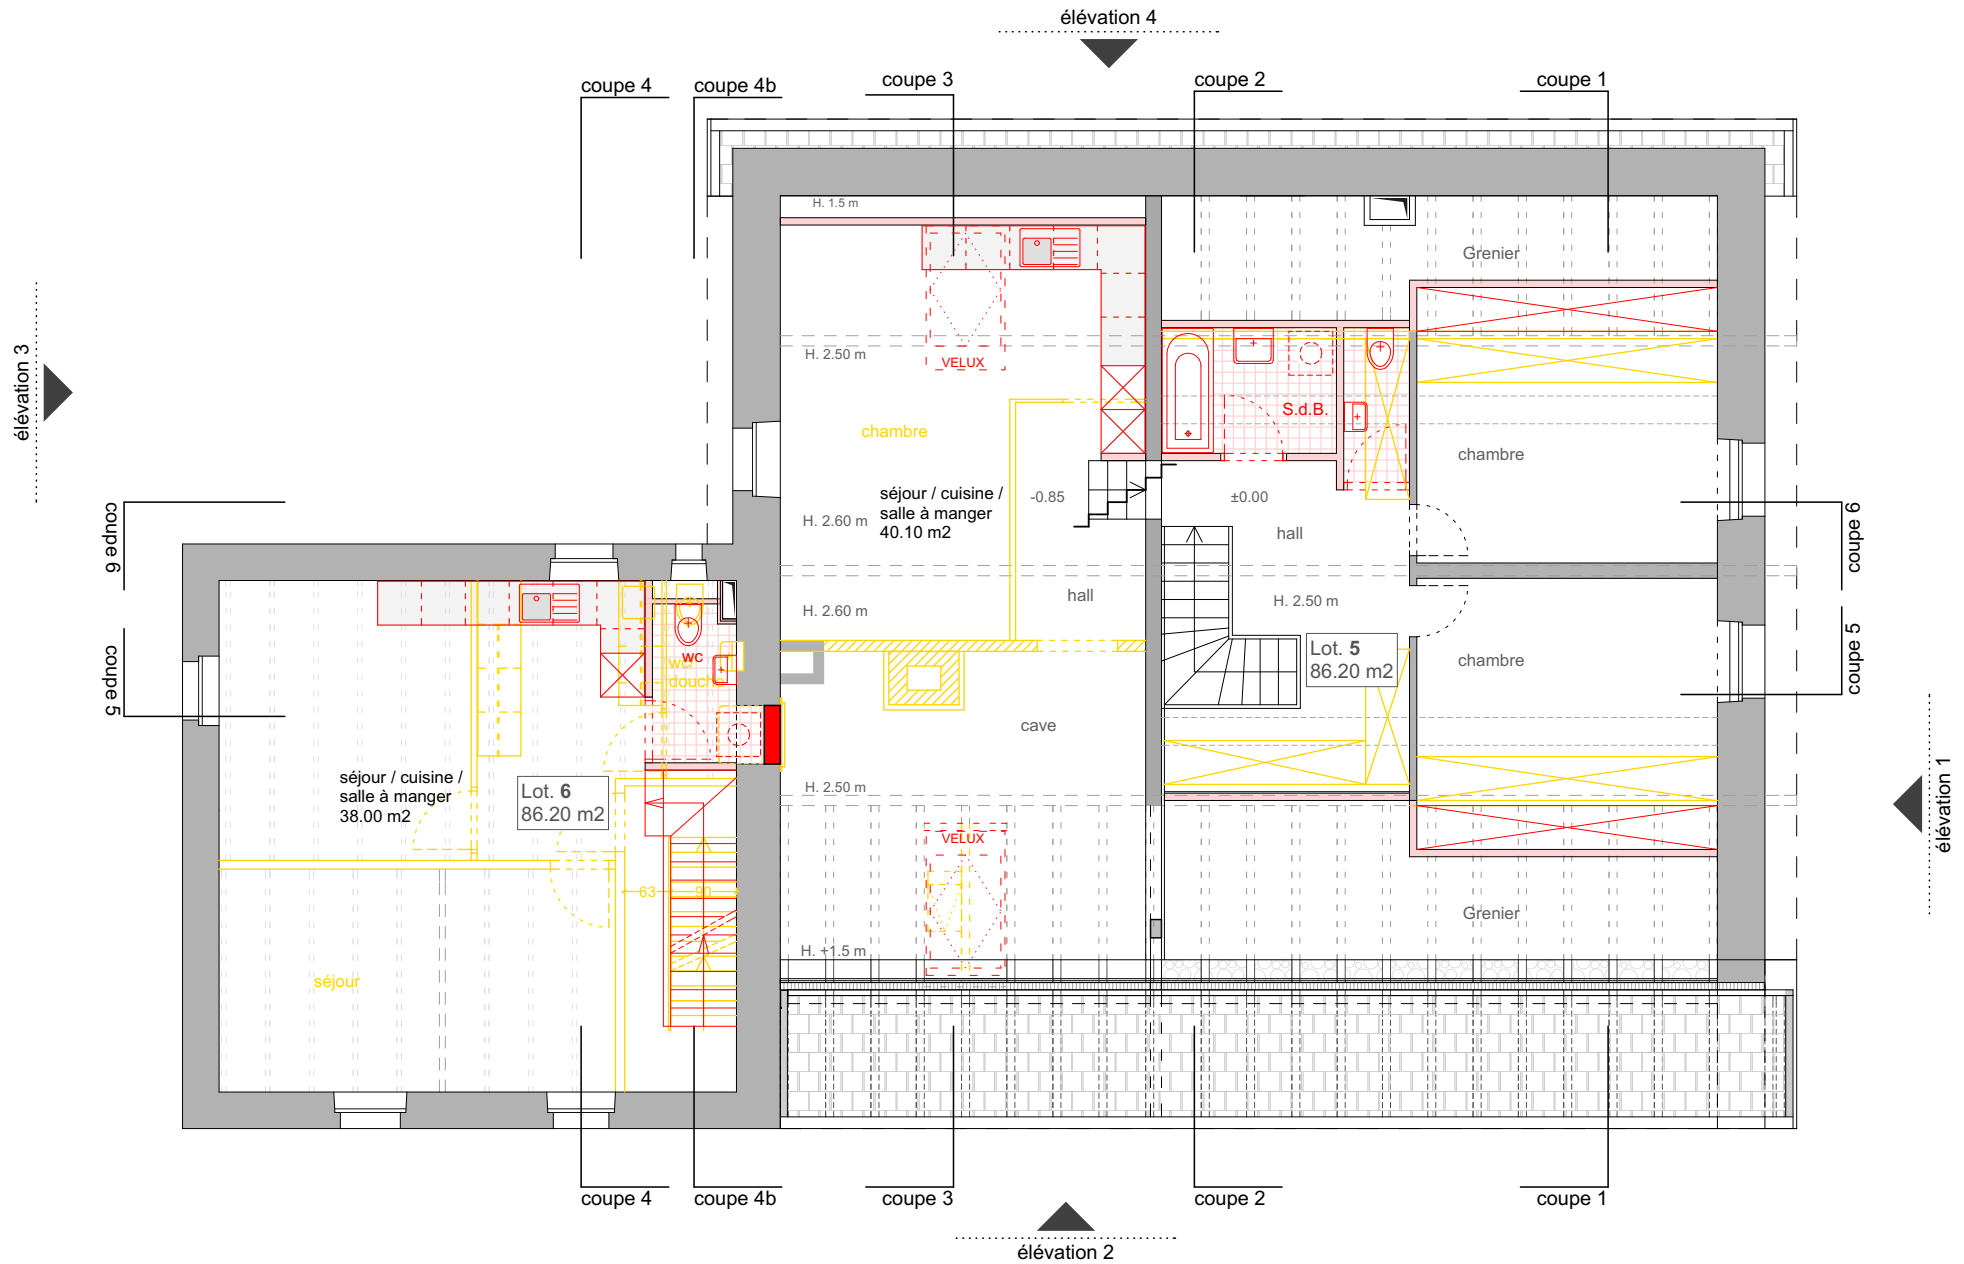 élévation 4
coupe 4
coupe 4b
coupe 3
coupe 2
coupe 1
H. 1.5 m
Grenier
H. 2.50 m
VELUX
élévation 3
chambre
S.d.B.
chambre
séjour / cuisine /
salle à manger
40.10 m2
-0.85
±0.00
H. 2.60 m
hall
coupe 6
coupe 6
H. 2.60 m
hall
H. 2.50 m
Lot. 5
86.20 m2
chambre
coupe 5
coupe 5
wc
wc/
douche
cave
séjour / cuisine /
salle à manger
38.00 m2
Lot. 6
86.20 m2
H. 2.50 m
VELUX
élévation 1
63
90
Grenier
H. +1.5 m
séjour
coupe 4
coupe 4b
coupe 3
coupe 2
coupe 1
élévation 2